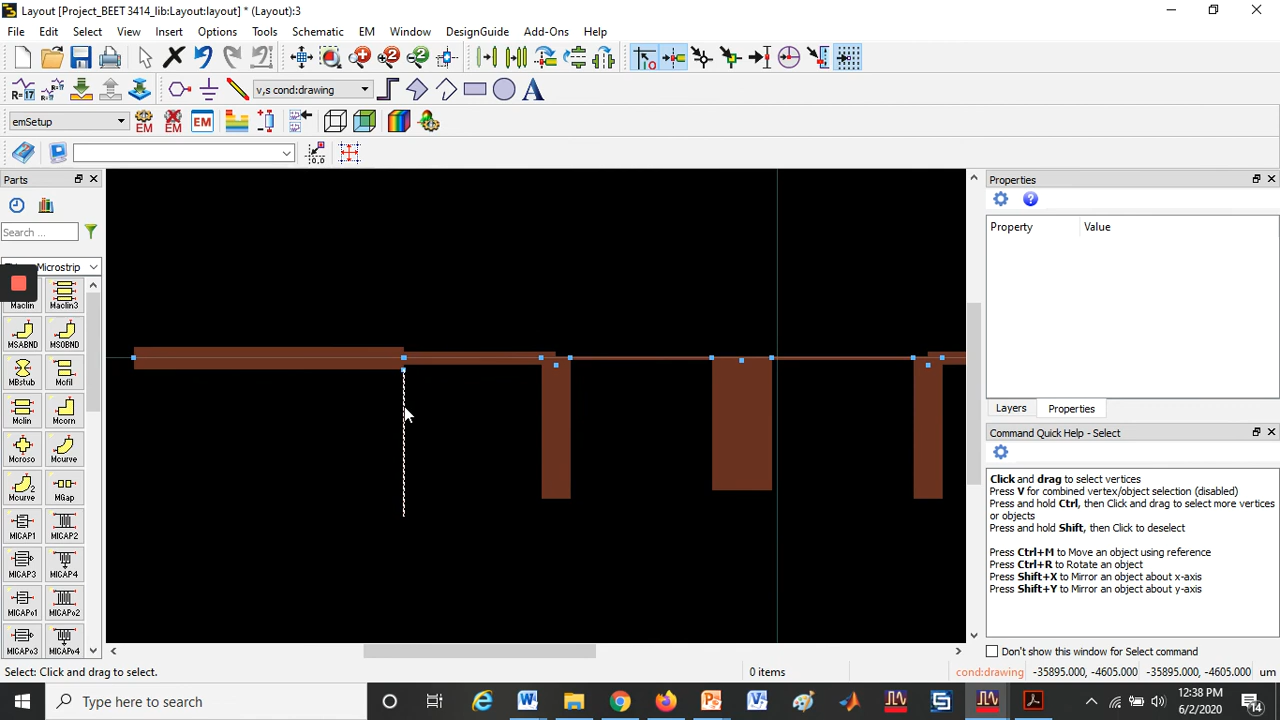 Layout [Project_BEET 3414_lib:Layout:layout] * (Layout):3
File Edit Select View Insert Options Tools Schematic EM Window DesignGuide Add-Ons Help
v,s cond:drawing
emSetup
EM EM EM
0,0
Parts
Search ...
Microstrip
Maclin Maclin3
MSABND MSOBND
MBstub Mcfil
Mclin Mcorn
Mcroso Mcurve
Mcurve MGap
MICAP1 MICAP2
MICAP3 MICAP4
MICAPo1 MICAPo2
MICAPo3 MICAPo4
Properties
Property Value
Layers Properties
Command Quick Help - Select
Click and drag to select vertices
Press V for combined vertex/object selection (disabled)
Press and hold Ctrl, then Click and drag to select more vertices
or objects
Press and hold Shift, then Click to deselect
Press Ctrl+M to Move an object using reference
Press Ctrl+R to Rotate an object
Press Shift+X to Mirror an object about x-axis
Press Shift+Y to Mirror an object about y-axis
Don't show this window for Select command
Select: Click and drag to select.
0 items
cond:drawing -35895.000, -4605.000 -35895.000, -4605.000 um
Type here to search
12:38 PM
6/2/2020
14